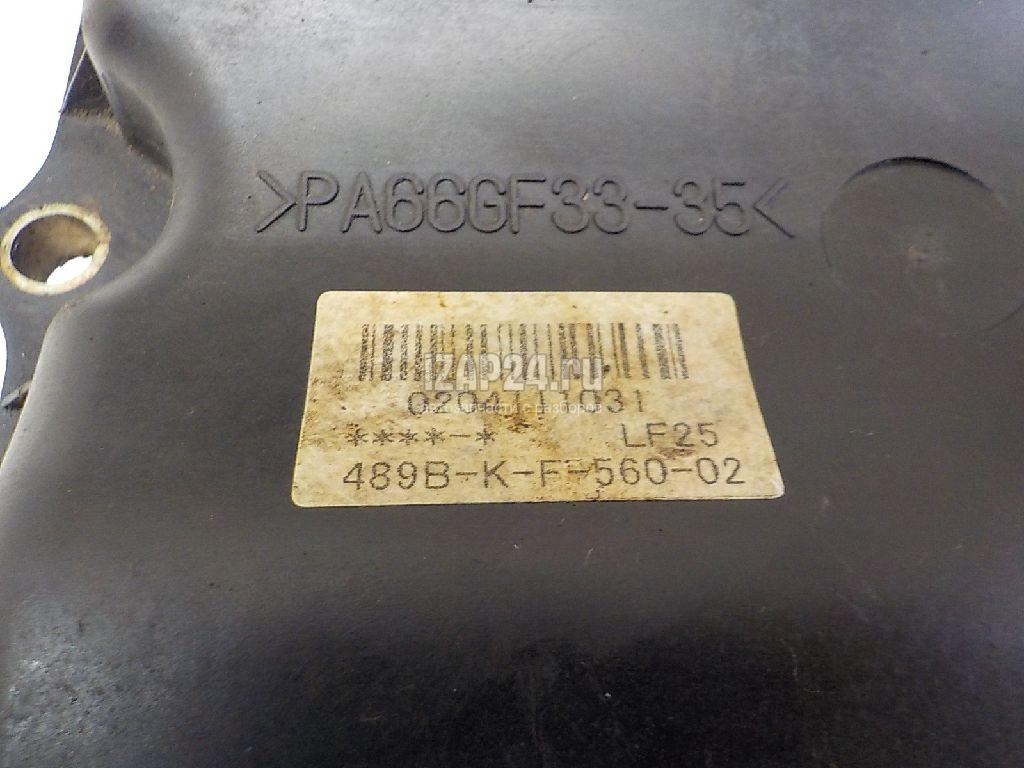 >PA66GF33-35<
IZAP24.ru
0204111031
****-* LF25
489B-K-F-560-02